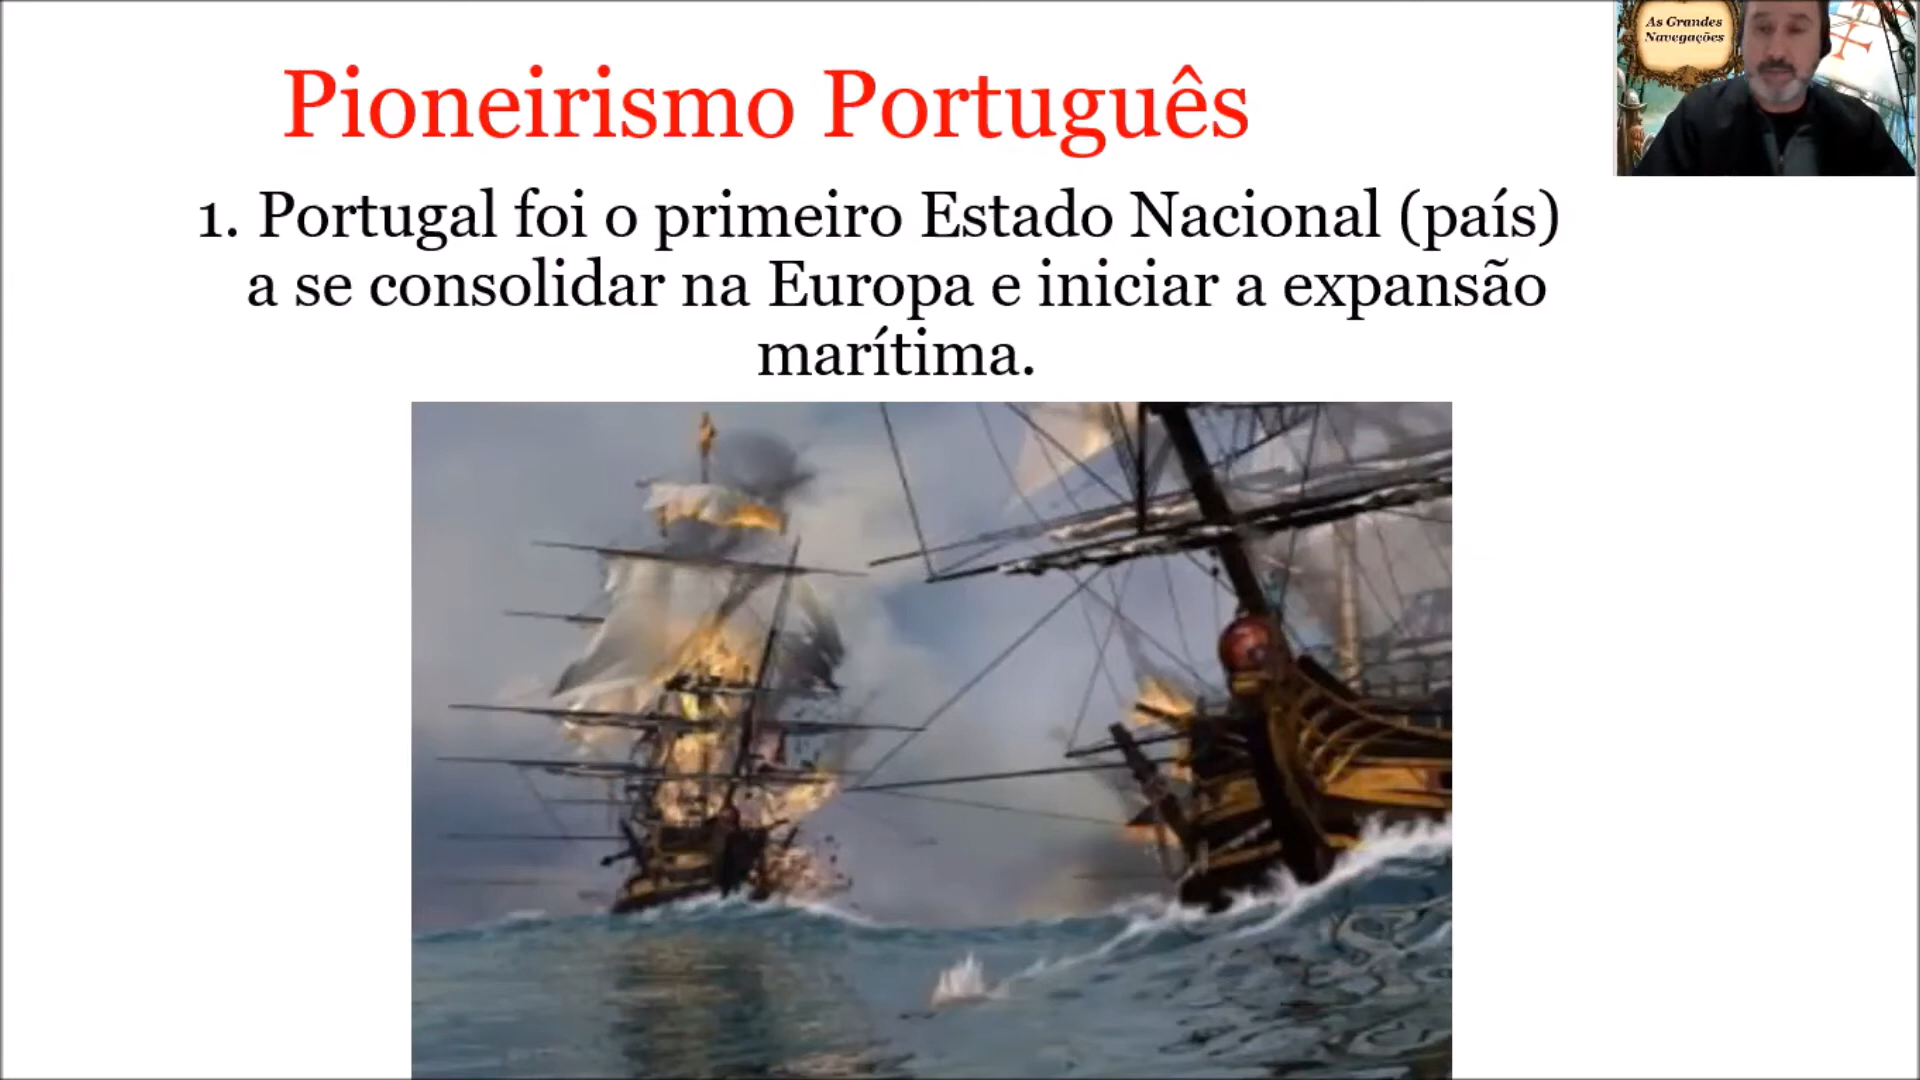 As Grandes
Navegações
Pioneirismo Português
1. Portugal foi o primeiro Estado Nacional (país)
a se consolidar na Europa e iniciar a expansão
marítima.